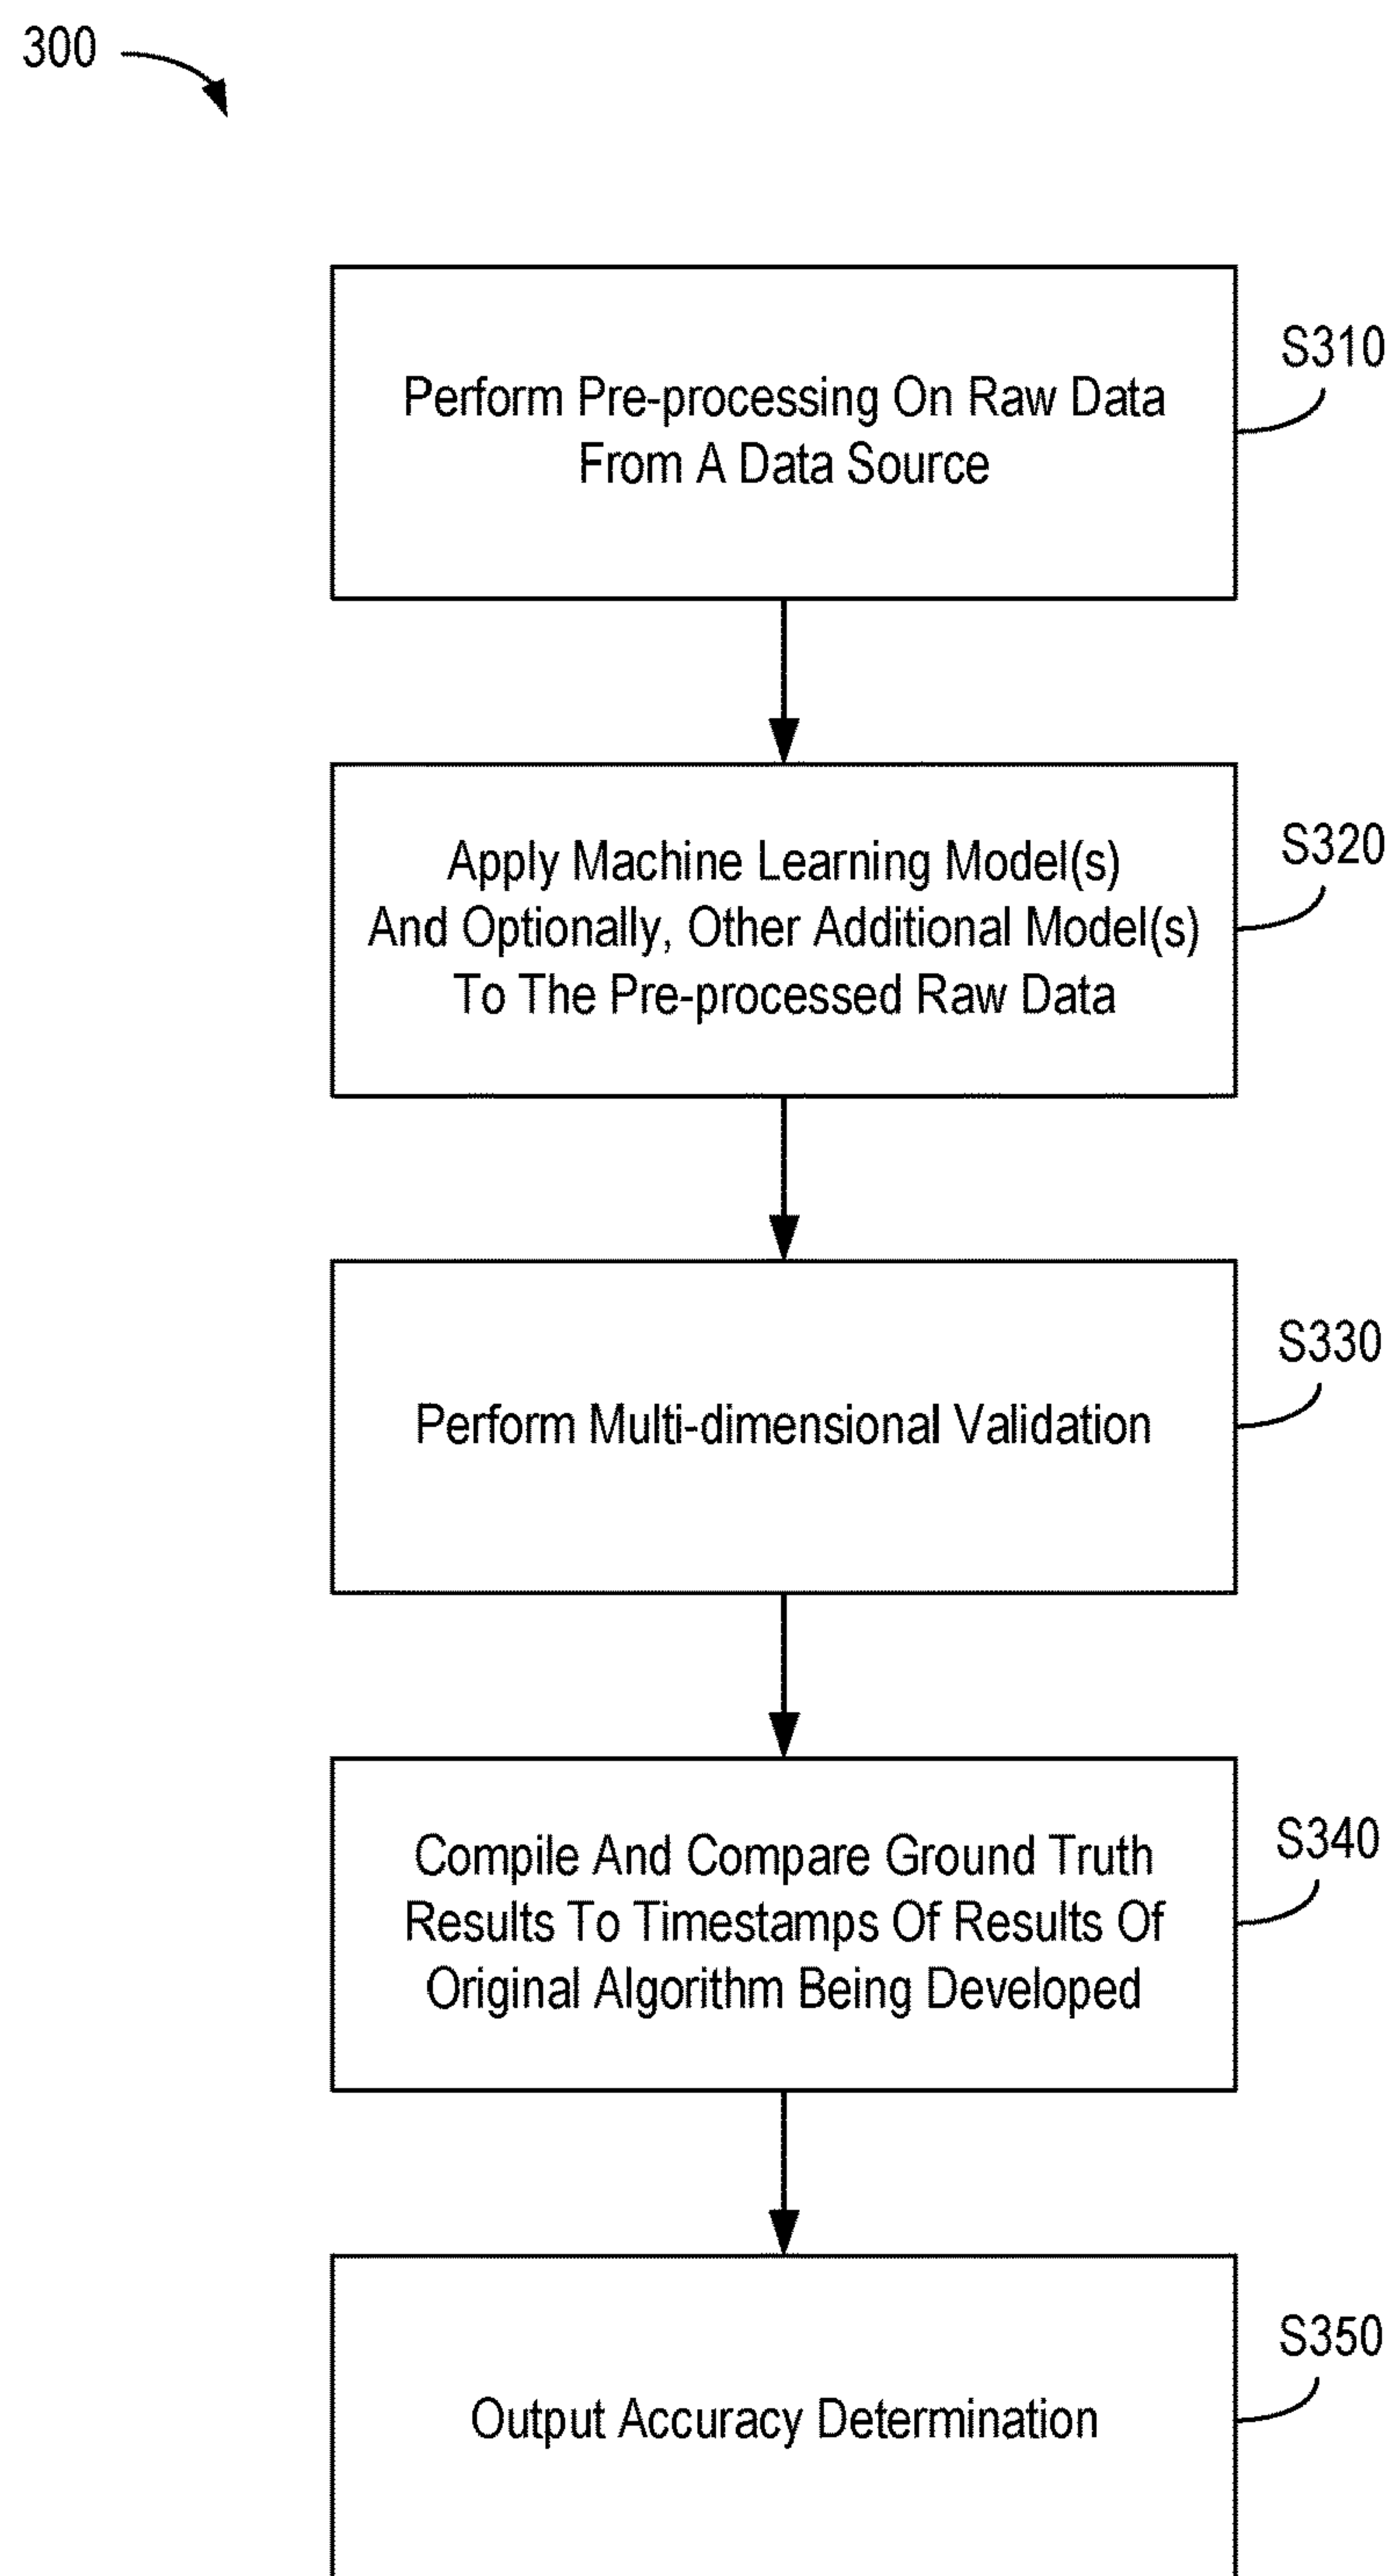 300
Perform Pre-processing On Raw Data
From A Data Source
S310
Apply Machine Learning Model(s)
And Optionally, Other Additional Model(s)
To The Pre-processed Raw Data
S320
Perform Multi-dimensional Validation
S330
Compile And Compare Ground Truth
Results To Timestamps Of Results Of
Original Algorithm Being Developed
S340
Output Accuracy Determination
S350